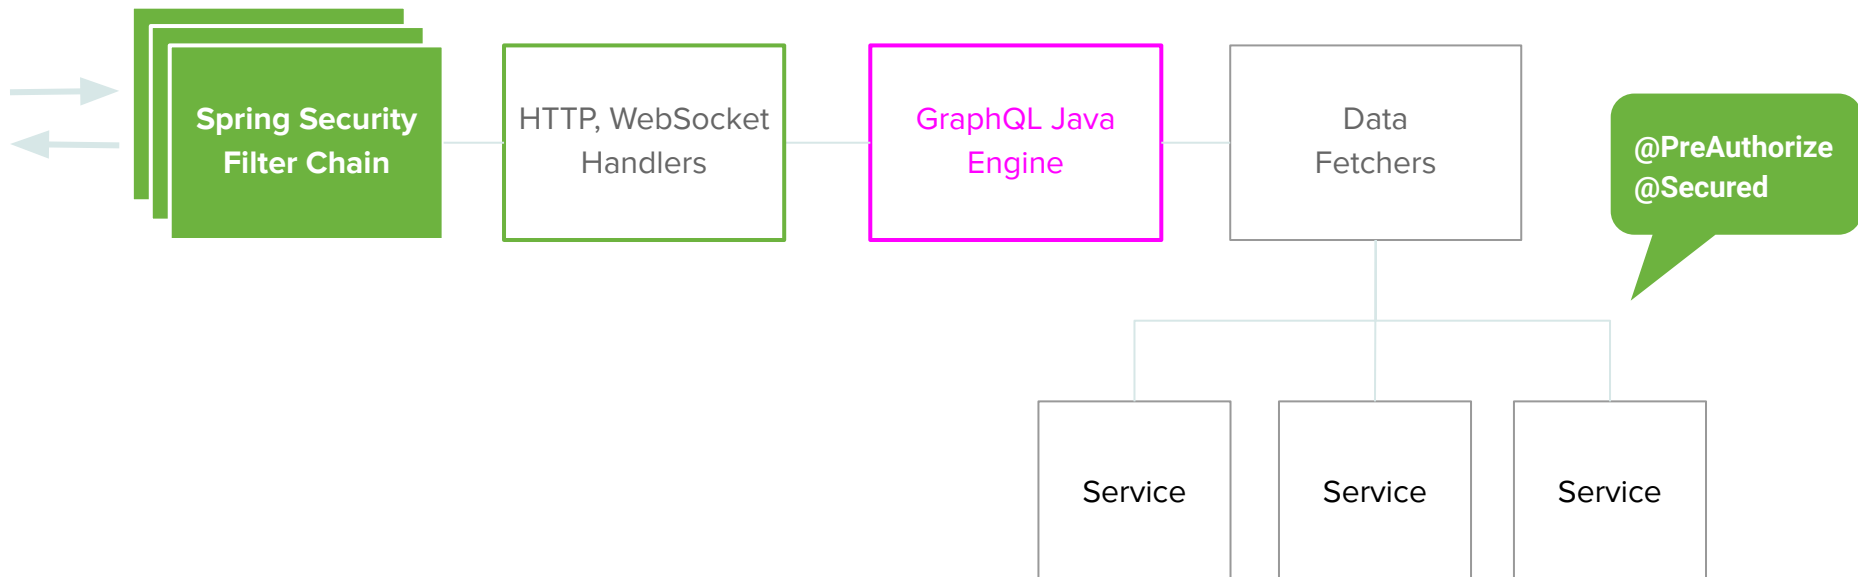 Spring Security
Filter Chain
HTTP, WebSocket
Handlers
GraphQL Java
Engine
Data
Fetchers
@PreAuthorize
@Secured
Service
Service
Service